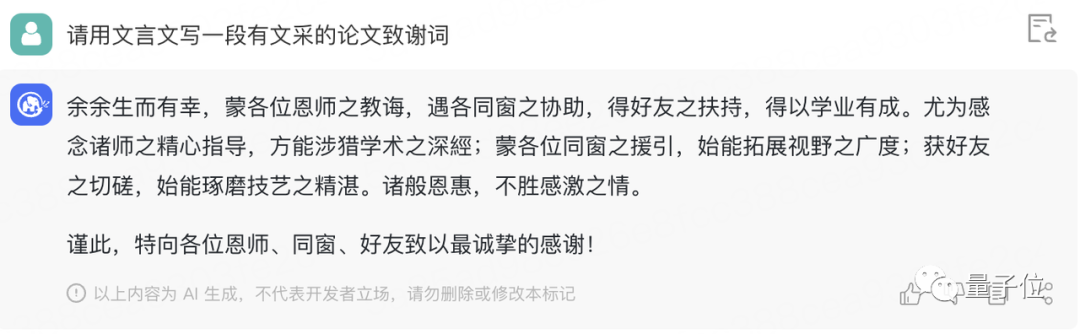 请用文言文写一段有文采的论文致谢词
余余生而有幸，蒙各位恩师之教诲，遇各同窗之协助，得好友之扶持，得以学业有成。尤为感
念诸师之精心指导，方能涉猎学术之深經；蒙各位同窗之援引，始能拓展视野之广度；获好友
之切磋，始能琢磨技艺之精湛。诸般恩惠，不胜感激之情。
谨此，特向各位恩师、同窗、好友致以最诚挚的感谢！
以上内容为 AI 生成，不代表开发者立场，请勿删除或修改本标记
量子位